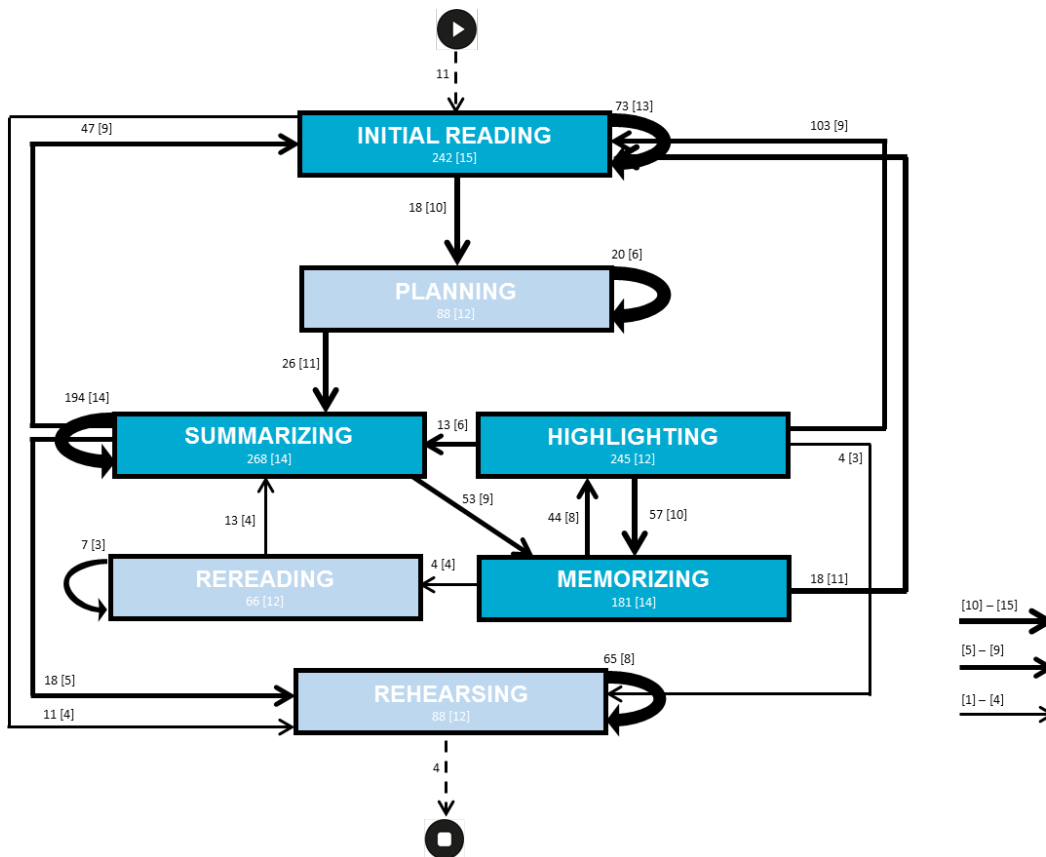 11
73 [13]
47 [9]
103 [9]
INITIAL READING
242 [15]
18 [10]
20 [6]
PLANNING
88 [12]
26 [11]
194 [14]
13 [6]
SUMMARIZING
268 [14]
HIGHLIGHTING
245 [12]
4 [3]
53 [9]
44 [8]
57 [10]
13 [4]
7 [3]
4 [4]
REREADING
66 [12]
MEMORIZING
181 [14]
18 [11]
[10] – [15]
[5] – [9]
[1] – [4]
65 [8]
18 [5]
REHEARSING
88 [12]
11 [4]
4